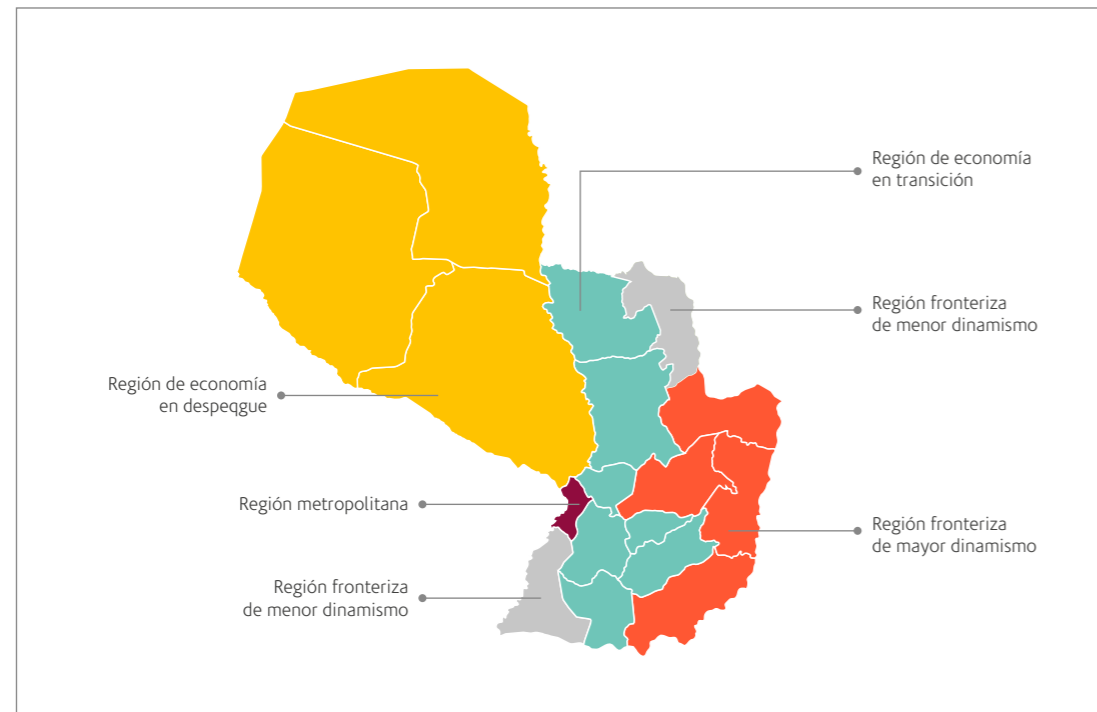 Región de economía
en transición
Región fronteriza
de menor dinamismo
Región de economía
en despeqgue
Región metropolitana
Región fronteriza
de mayor dinamismo
Región fronteriza
de menor dinamismo